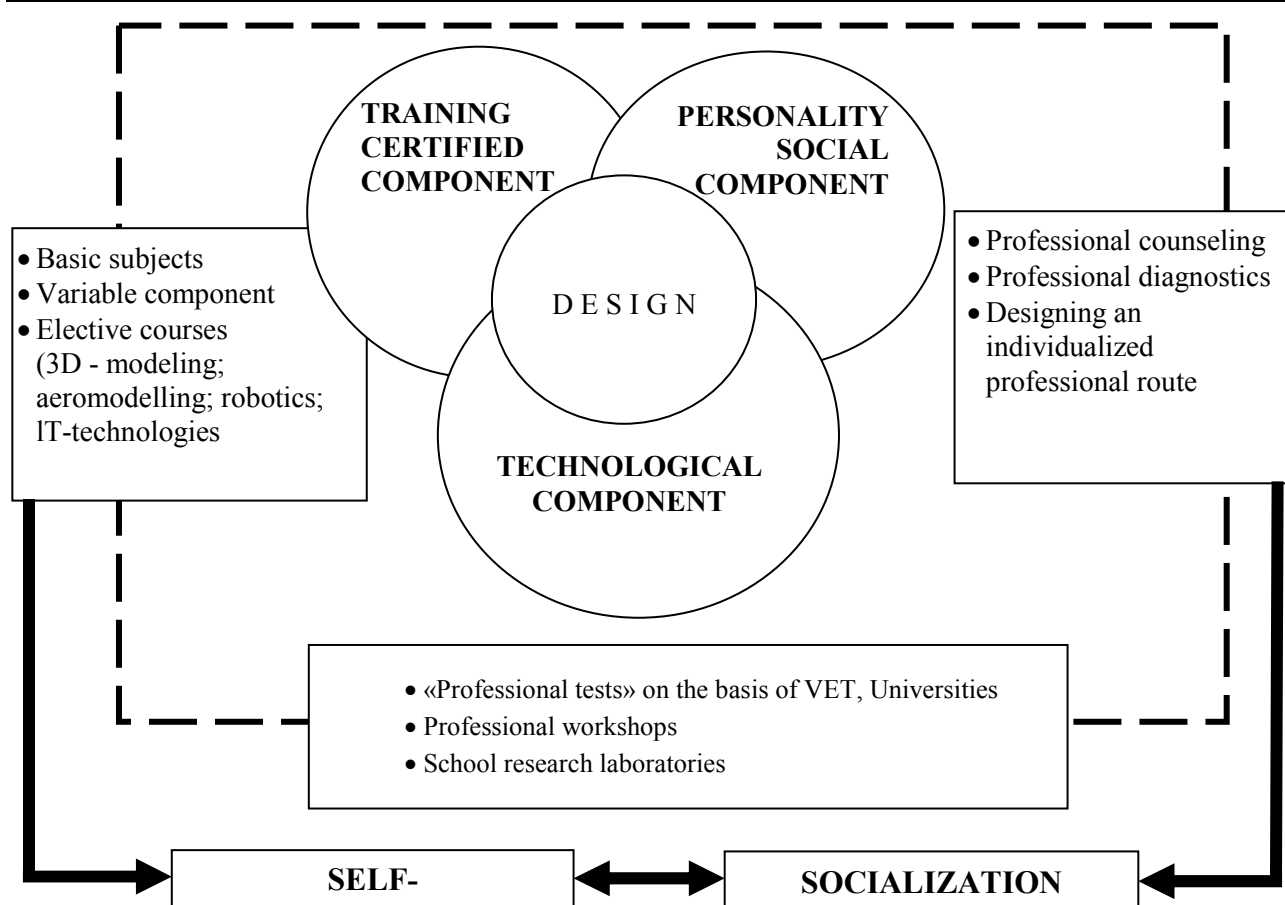 TRAINING
CERTIFIED
COMPONENT
PERSONALITY
SOCIAL
COMPONENT
D E S I G N
TECHNOLOGICAL
COMPONENT
• Basic subjects
• Variable component
• Elective courses
(3D - modeling;
aeromodelling; robotics;
lT-technologies
• Professional counseling
• Professional diagnostics
• Designing an
individualized
professional route
• «Professional tests» on the basis of VET, Universities
• Professional workshops
• School research laboratories
SELF-
SOCIALIZATION